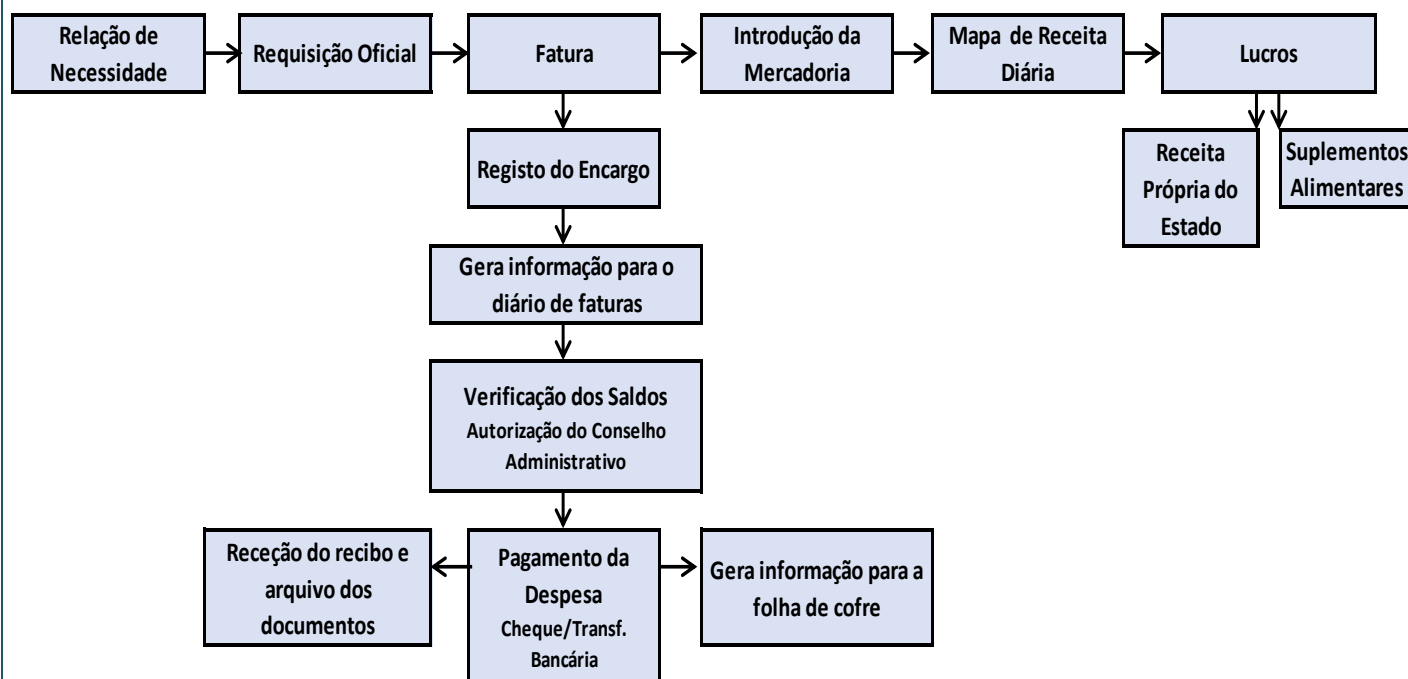 Relação de
Necessidade
Requisição Oficial
Fatura
Introdução da
Mercadoria
Mapa de Receita
Diária
Lucros
Receita
Própria do
Estado
Suplementos
Alimentares
Registo do Encargo
Gera informação para o
diário de faturas
Verificação dos Saldos
Autorização do Conselho
Administrativo
Receção do recibo e
arquivo dos
documentos
Pagamento da
Despesa
Cheque/Transf.
Bancária
Gera informação para a
folha de cofre